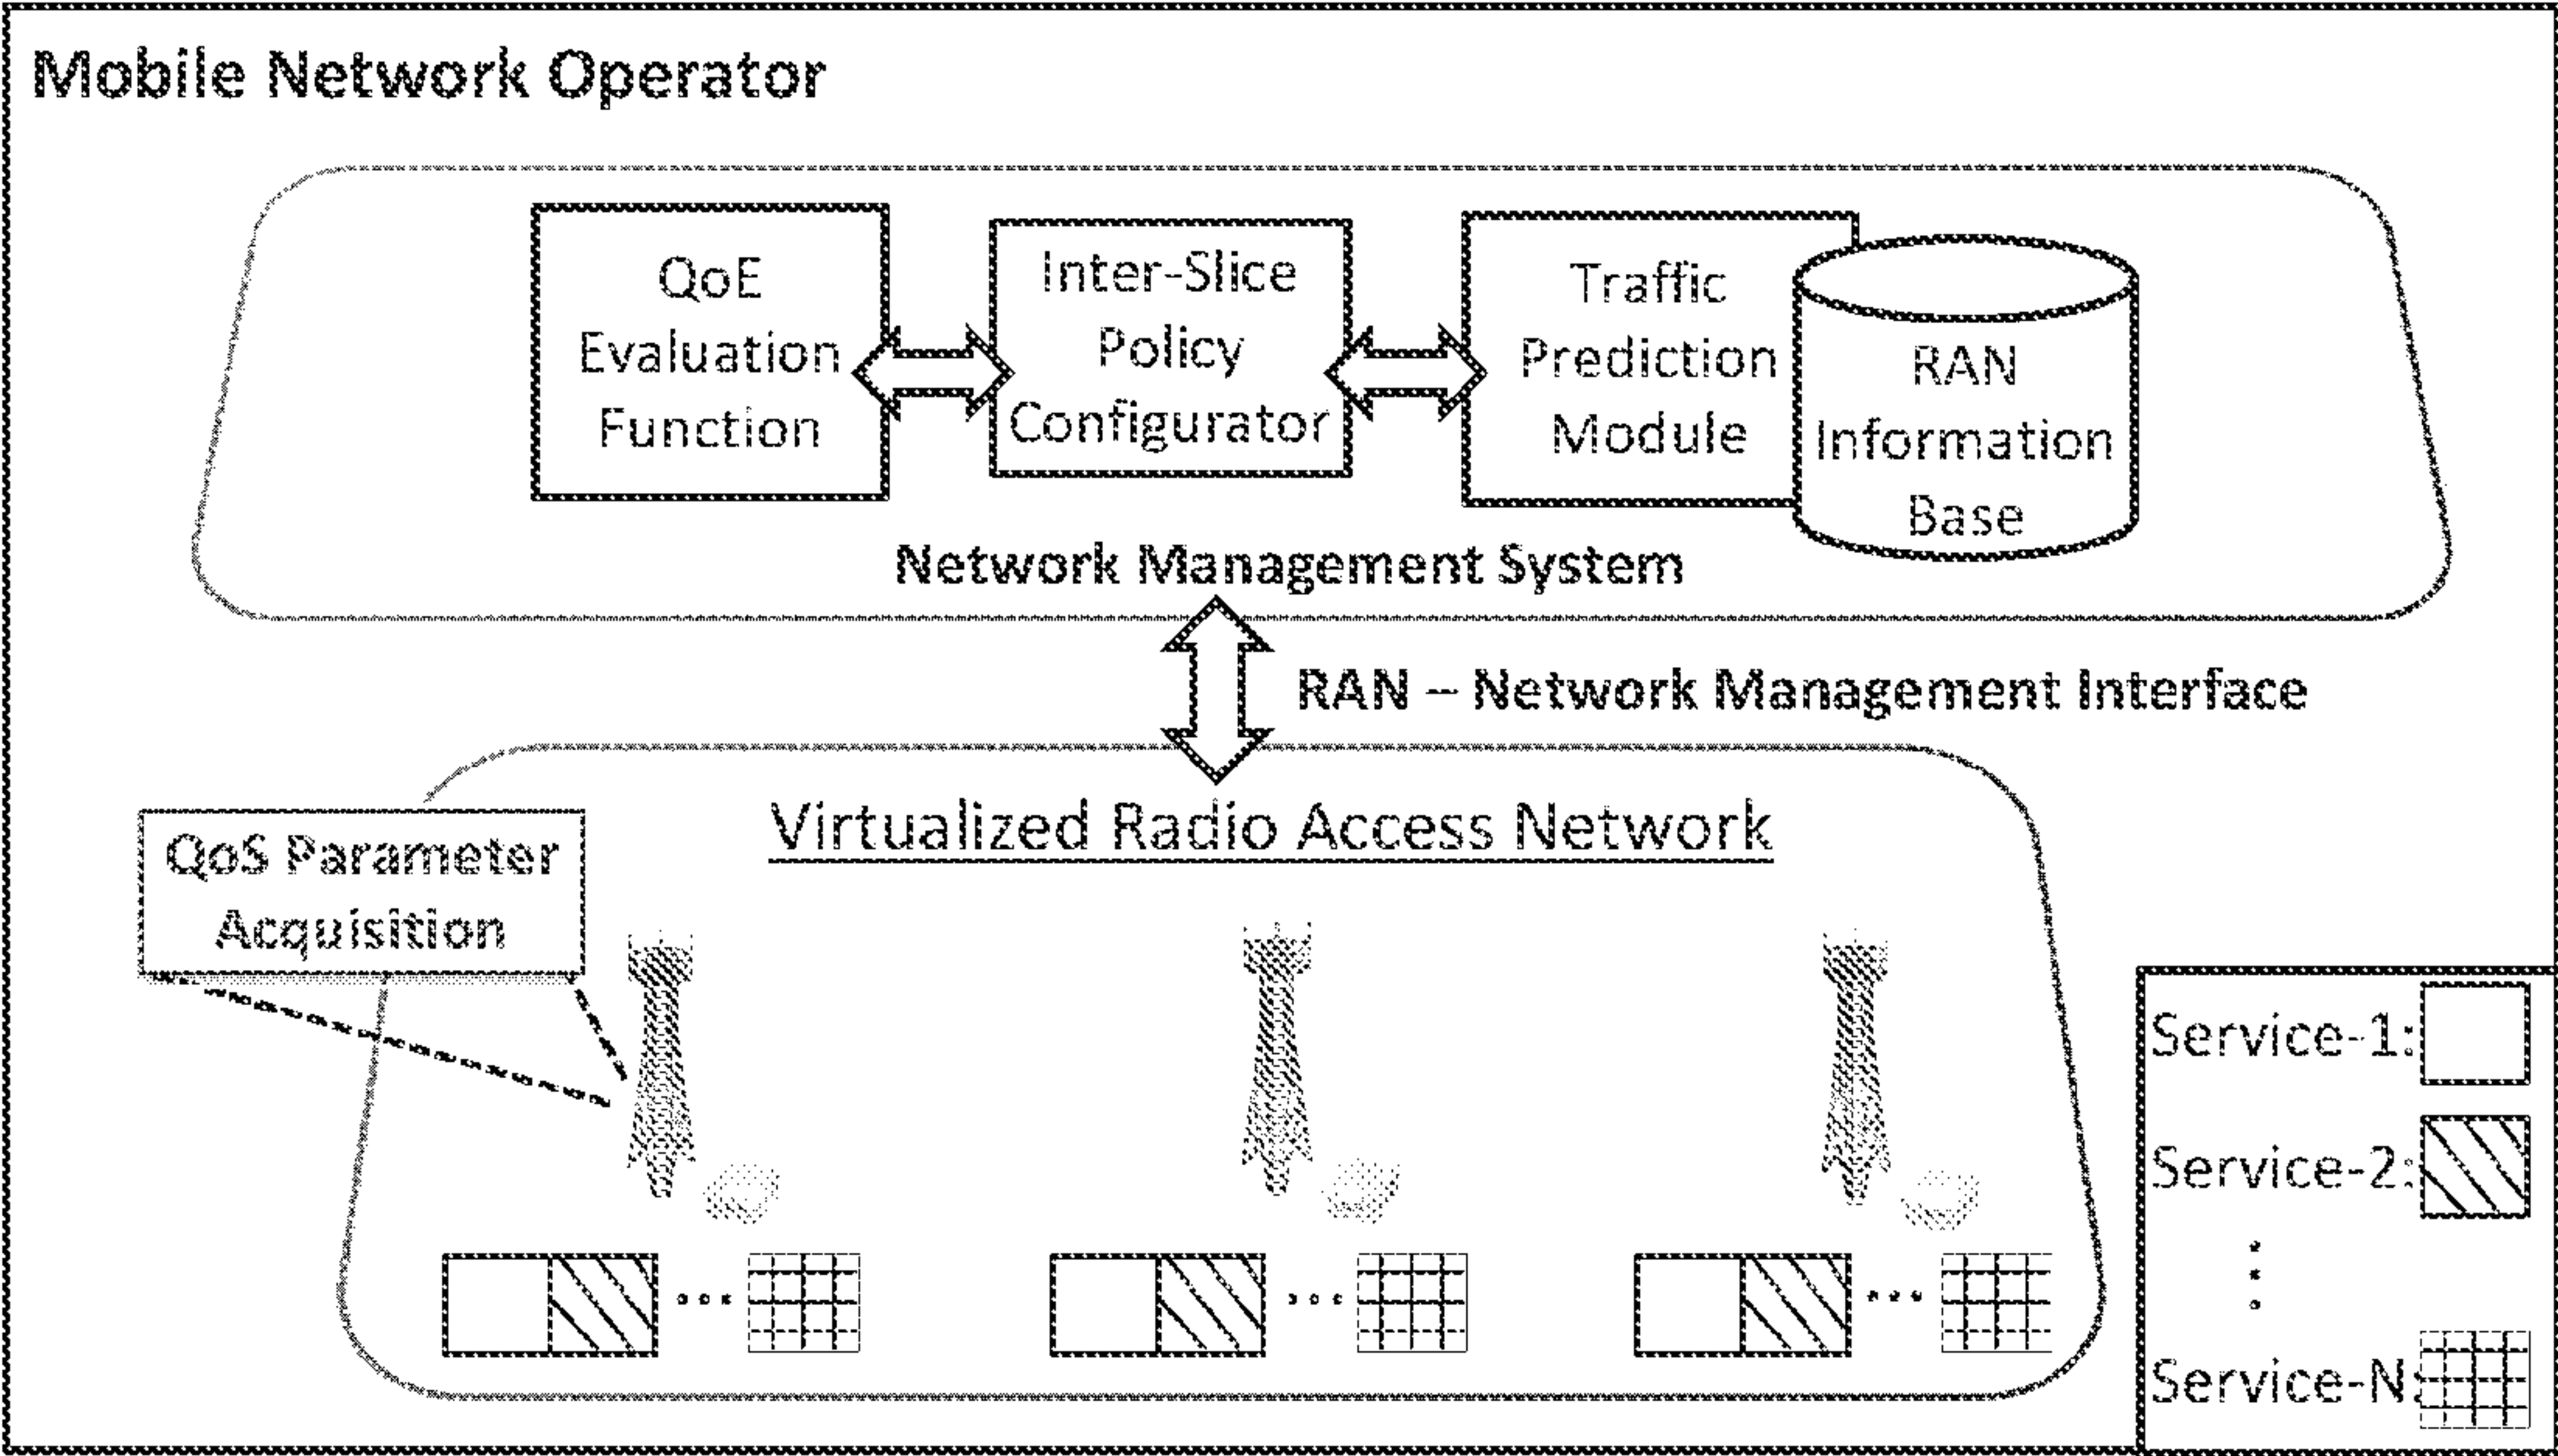 Mobile Network Operator
QoE
Evaluation
Function
Inter-Slice
Policy
Configurator
Traffic
Prediction
Module
RAN
Information
Base
Network Management System
RAN – Network Management Interface
Virtualized Radio Access Network
QoS Parameter
Acquisition
Service-1:
Service-2:
Service-N: